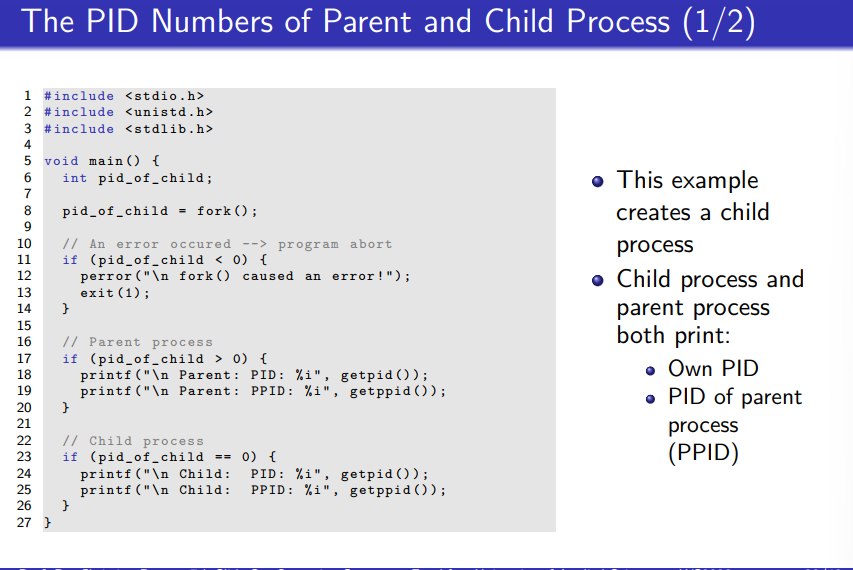 The PID Numbers of Parent and Child Process (1/2)
1 #include <stdio.h>
2 #include <unistd.h>
3 #include <stdlib.h>
4
5 void main() {
6   int pid_of_child;
7
8   pid_of_child = fork();
9
10   // An error occured --> program abort
11   if (pid_of_child < 0) {
12     perror("\n fork() caused an error!");
13     exit(1);
14   }
15
16   // Parent process
17   if (pid_of_child > 0) {
18     printf("\n Parent: PID: %i", getpid());
19     printf("\n Parent: PPID: %i", getppid());
20   }
21
22   // Child process
23   if (pid_of_child == 0) {
24     printf("\n Child:  PID: %i", getpid());
25     printf("\n Child:  PPID: %i", getppid());
26   }
27 }
This example
creates a child
process
Child process and
parent process
both print:
Own PID
PID of parent
process
(PPID)